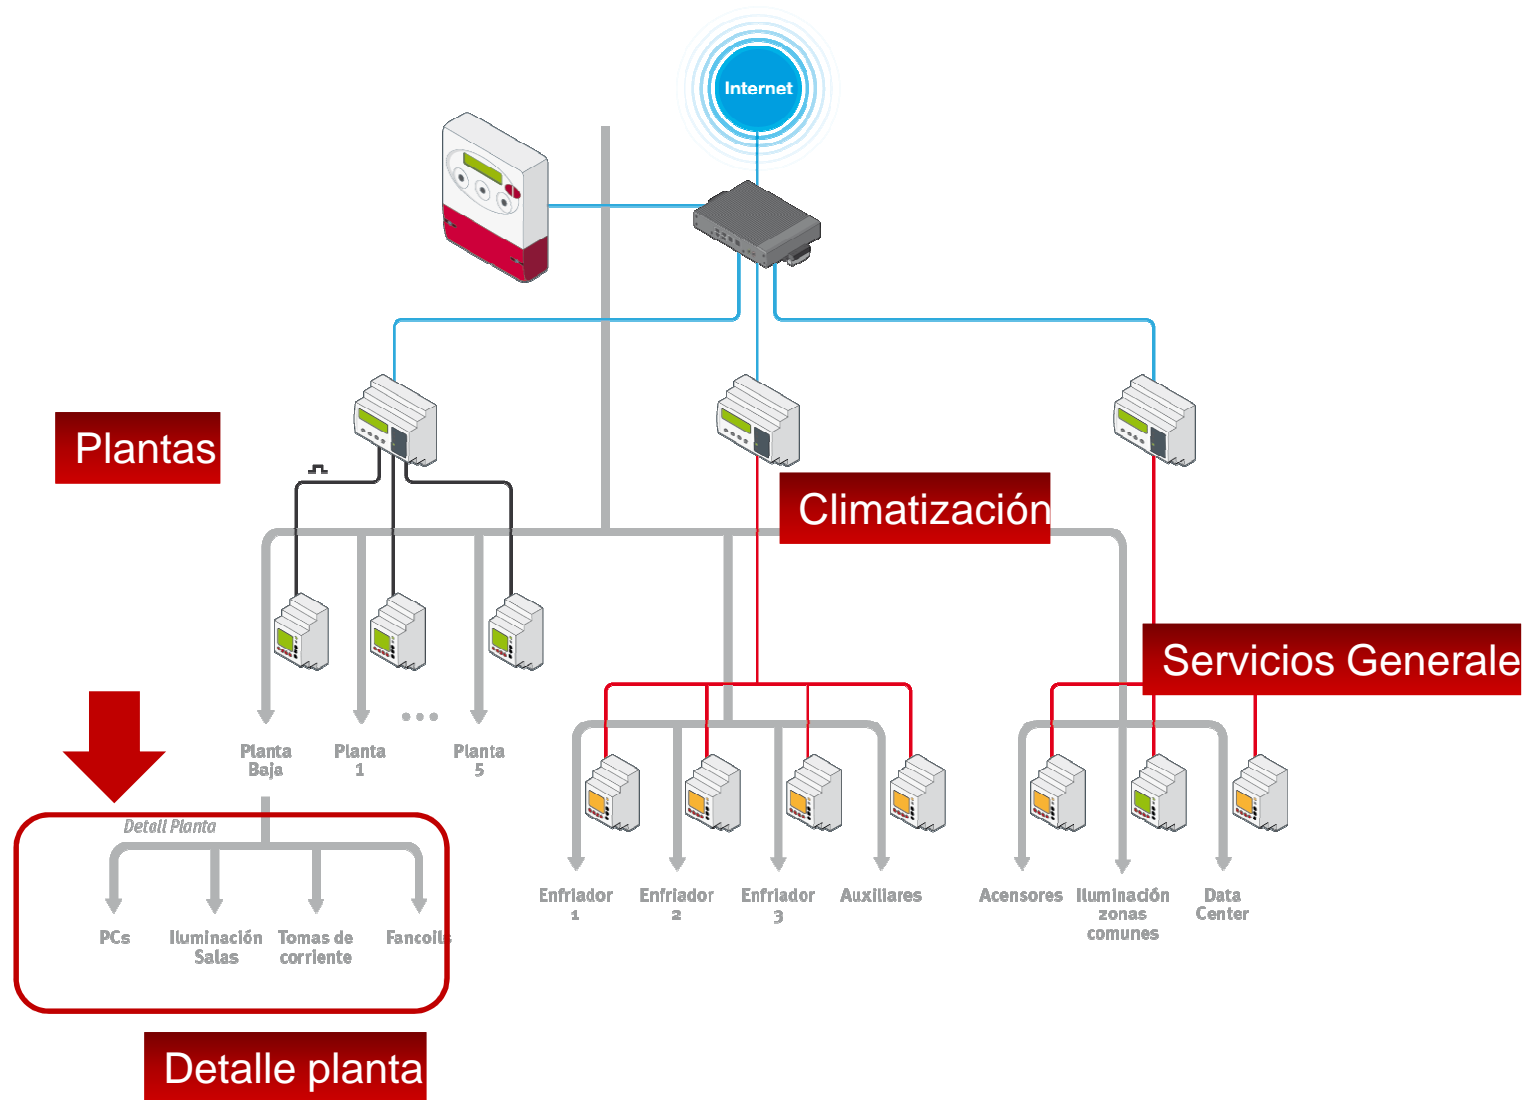 Internet
Plantas
Climatización
Servicios Generale
Planta
Baja
Planta
1
Planta
5
Detall Planta
PCs
Iluminación
Salas
Tomas de
corriente
Fancoils
Enfriador
1
Enfriador
2
Enfriador
3
Auxiliares
Acensores
Iluminación
zonas
comunes
Data
Center
Detalle planta